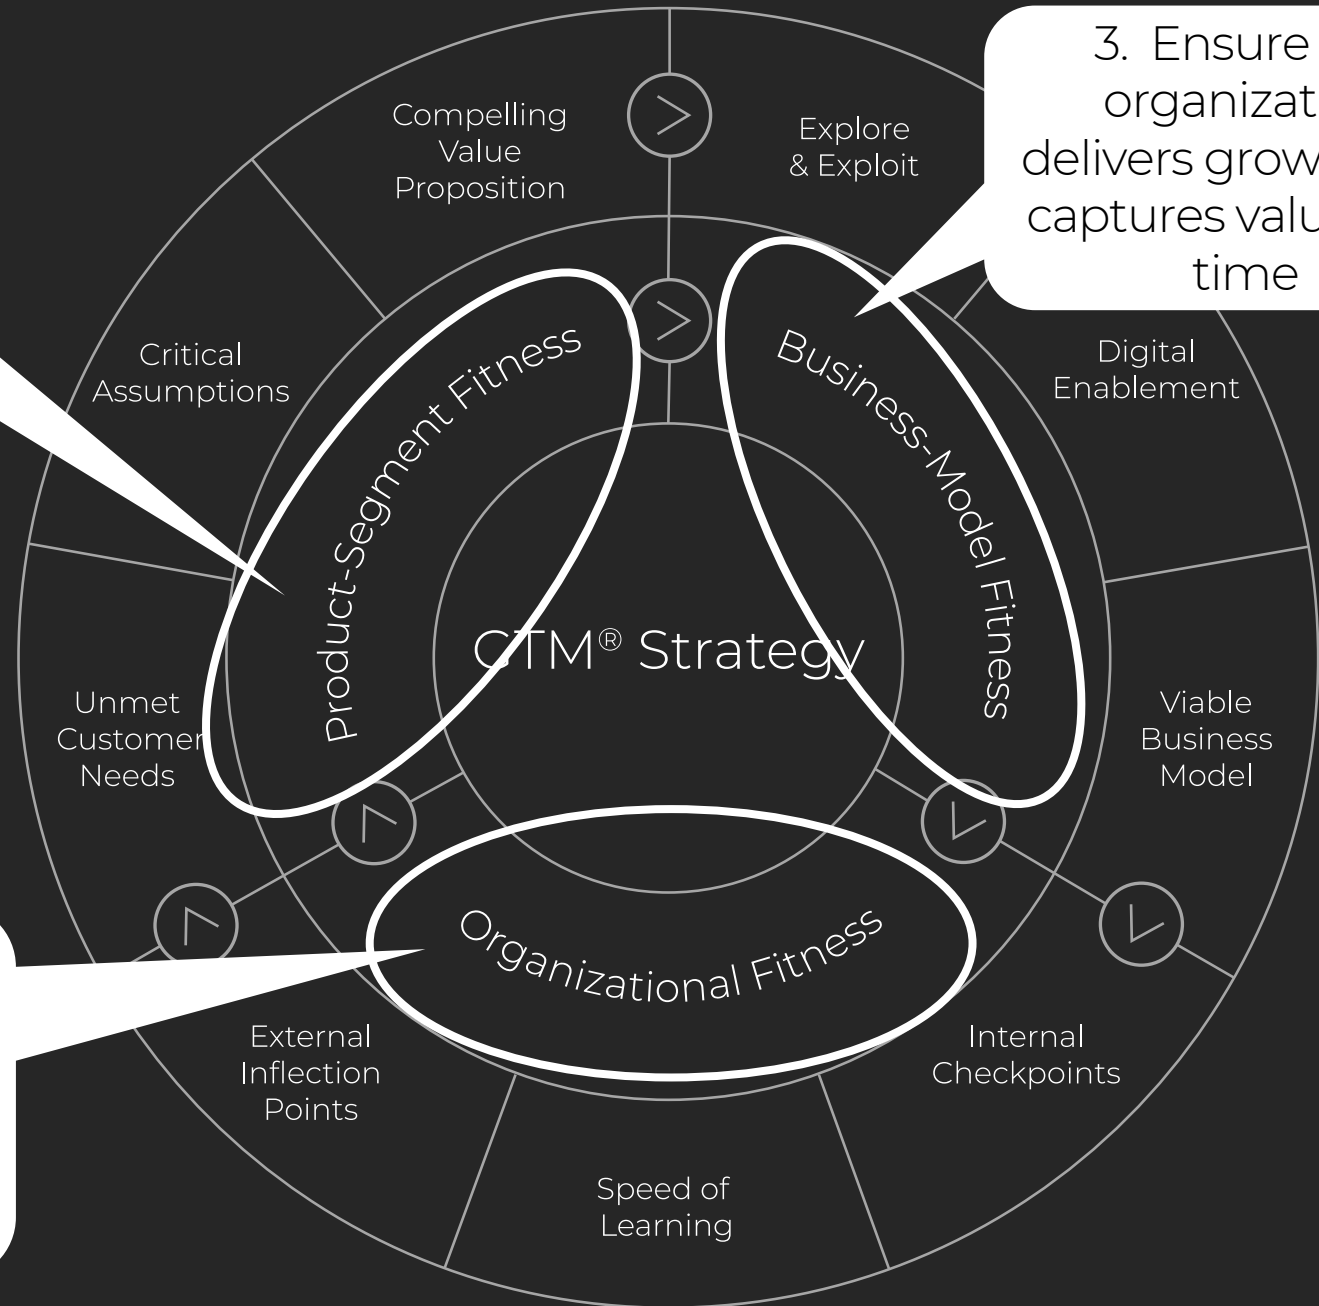 3. Ensure
organizat
delivers grow
captures valu
time
Compelling
Value
Proposition
Explore
& Exploit
Critical
Assumptions
Digital
Enablement
Product-Segment Fitness
Business-Model Fitness
GTM® Strategy
Unmet
Customer
Needs
Viable
Business
Model
Organizational Fitness
External
Inflection
Points
Internal
Checkpoints
Speed of
Learning